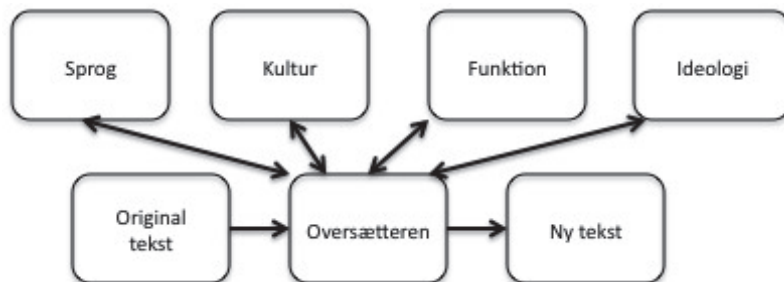 Sprog
Kultur
Funktion
Ideologi
Original
tekst
Oversætteren
Ny tekst